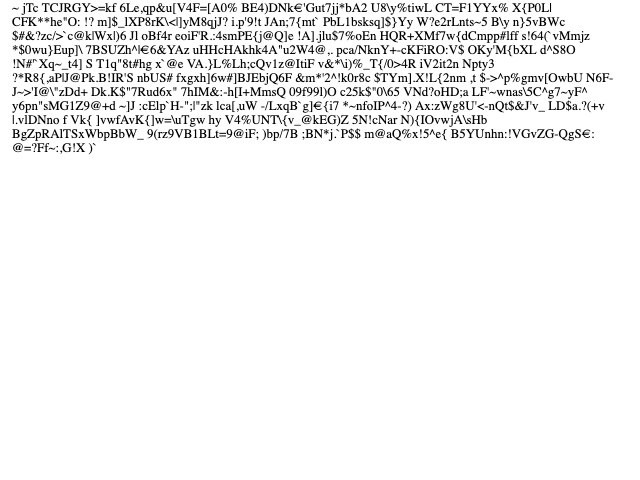 ~ jTc TCJRGY>=kf 6Le,qp&u[V4F=[A0% BE4)DNk€'Gut7jj*bA2 U8\y%tiwL CT=F1YYx% X{P0L|
CFK**he"O: !? m]$_lXP8rK\<l]yM8qjJ? i.p'9!t JAn;7{mt` PbL1bsksq]$}Yy W?e2rLnts~5 B\y n}5vBWc
$#&?zc/>`c@k|Wx|)6 Jl oBf4r eoiF'R.:4smPE{j@Q]e !A].jlu$7%oEn HQR+XMf7w{dCmpp#lff s!64(`vMmjz
*$0wu}Eup]\ 7BSUZh^|€6&YAz uHHcHAkhk4A"u2W4@,. pca/NknY+-cKFiRO:V$ OKy'M{bXL d^S8O
!N#'`Xq~_t4] S T1q"8t#hg x`@e VA.}L%Lh;cQv1z@ItiF v&*\i)%_T{/0>4R iV2it2n Npty3
?*R8{,aP|J@Pk.B!IR'S nbUS# fxgxh]6w#]BJEbjQ6F &m*'2^!k0r8c $TYm].X!L{2nm ,t $->^p%gmv[OwbU N6F-
J~>'I@\"zDd+ Dk.K$"7Rud6x" 7hIM&:-h[I+MmsQ 09f99I)O c25k$"0\65 VNd?oHD;a LF'~wnas\5C^g7~yF^
y6pn"sMG1Z9@+d ~]J :cElp`H-";|"zk lca[,uW -/LxqB`g]€{i7 *~nfoIP^4-?) Ax:zWg8U'<-nQt$&J'v_ LD$a.?(+v
l.vlDNno f Vk{ ]vwfAvK{]w=\uTgw hy V4%UNT\{v_@kEG)Z 5N!cNar N){IOvwjA\sHb
BgZpRAlTSxWbpBbW_ 9(rz9VB1BLt=9@iF; )bp/7B ;BN*j.`P$$ m@aQ%x!5^e{ B5YUnhn:!VGvZG-QgS€:
@=?Ff~:,G!X )`